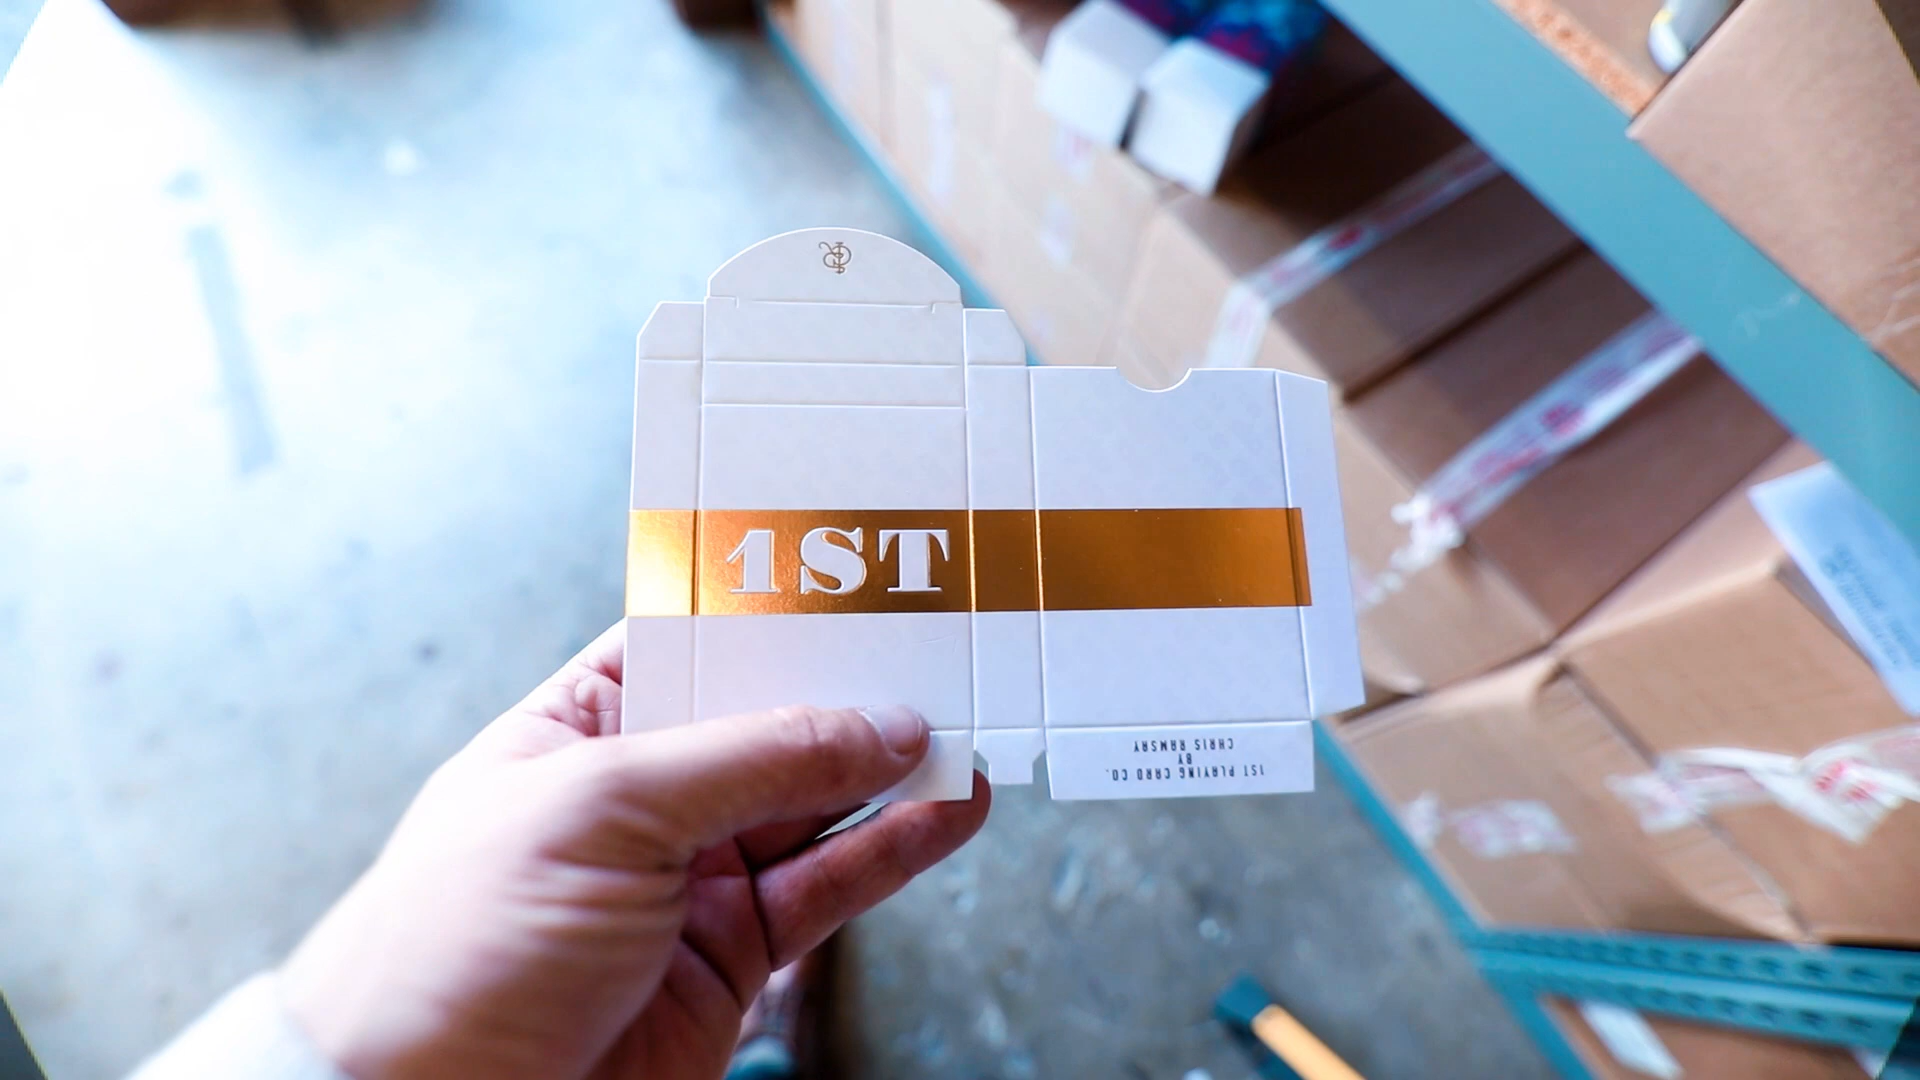 1ST
1ST PLAYING CARD CO.
BY
CHRIS RAMSAY